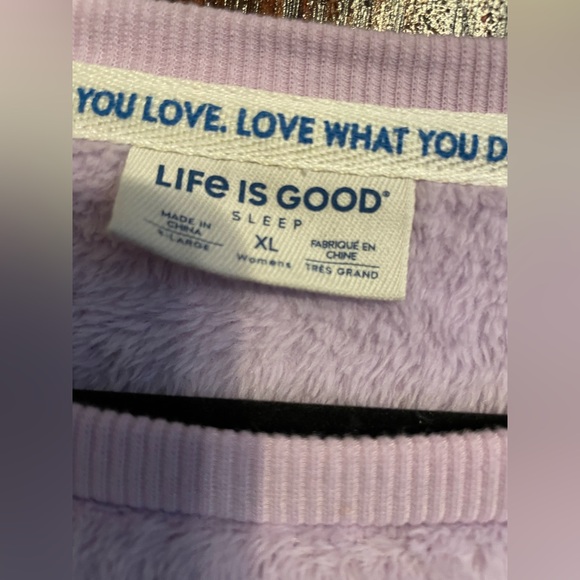 YOU LOVE. LOVE WHAT YOU D
LIFe IS GOOD®
SLEEP
MADE IN
CHINA
X-LARGE
XL
Womens
FABRIQUÉ EN
CHINE
TRÈS GRAND